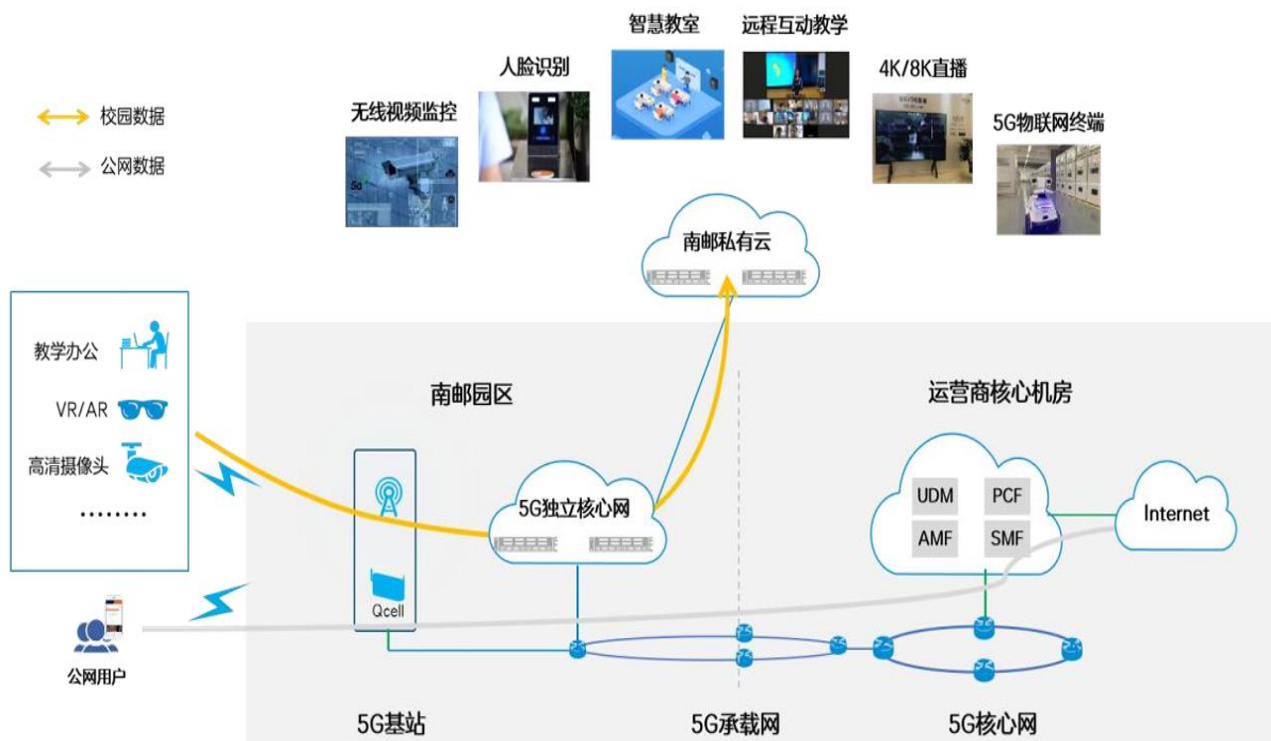 智慧教室
远程互动教学
人脸识别
4K/8K直播
无线视频监控
5G物联网终端
校园数据
公网数据
5G
南邮私有云
教学办公
VR/AR
高清摄像头
········
南邮园区
运营商核心机房
5G独立核心网
UDM
PCF
AMF
SMF
Internet
Qcell
公网用户
5G基站
5G承载网
5G核心网